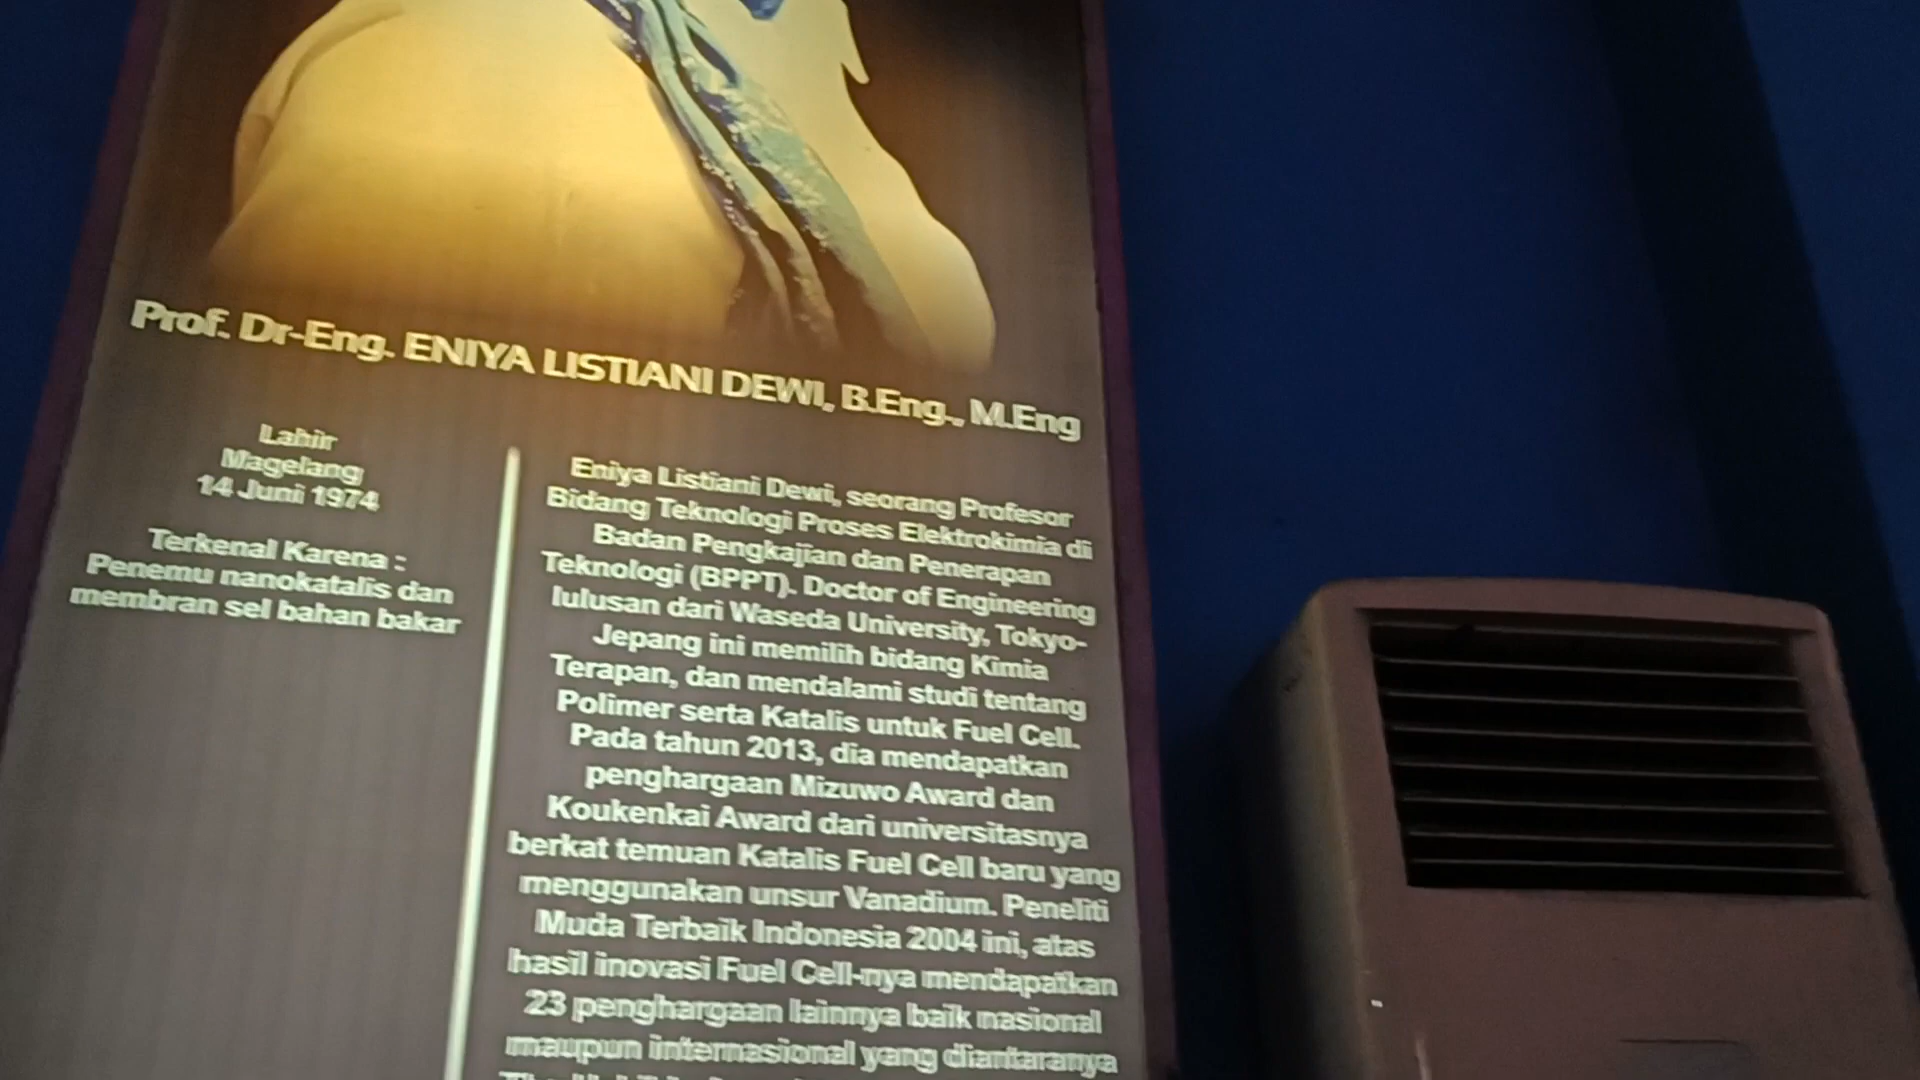 Prof. Dr-Eng. ENIYA LISTIANI DEWI, B.Eng., M.Eng
Lahir
Magelang
14 Juni 1974
Terkenal Karena :
Penemu nanokatalis dan
membran sel bahan bakar
Eniya Listiani Dewi, seorang Profesor
Bidang Teknologi Proses Elektrokimia di
Badan Pengkajian dan Penerapan
Teknologi (BPPT). Doctor of Engineering
lulusan dari Waseda University, Tokyo-
Jepang ini memilih bidang Kimia
Terapan, dan mendalami studi tentang
Polimer serta Katalis untuk Fuel Cell.
Pada tahun 2013, dia mendapatkan
penghargaan Mizuwo Award dan
Koukenkai Award dari universitasnya
berkat temuan Katalis Fuel Cell baru yang
menggunakan unsur Vanadium. Peneliti
Muda Terbaik Indonesia 2004 ini, atas
hasil inovasi Fuel Cell-nya mendapatkan
23 penghargaan lainnya baik nasional
maupun internasional yang diantaranya